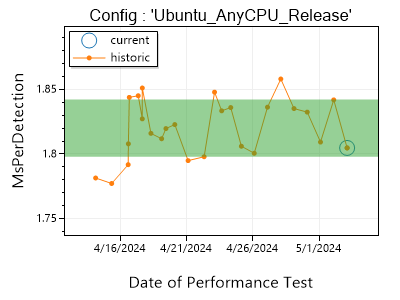 Config : 'Ubuntu_AnyCPU_Release'
current
historic
MsPerDetection
1.85
1.8
1.75
4/16/2024
4/21/2024
4/26/2024
5/1/2024
Date of Performance Test